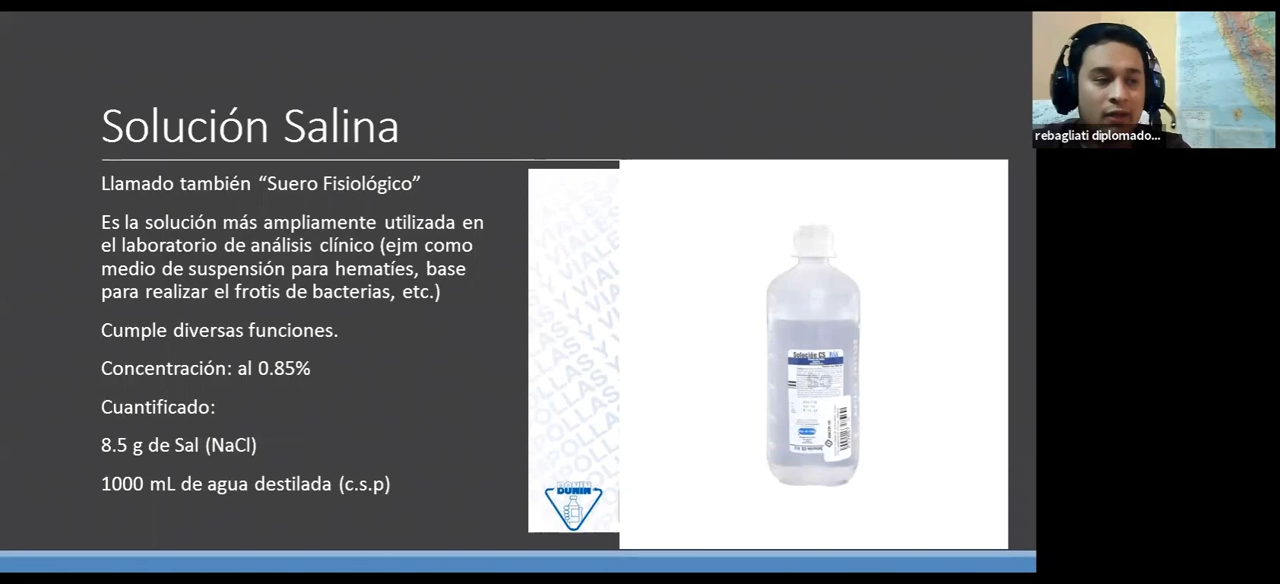 Solución Salina
Llamado también “Suero Fisiológico”
Es la solución más ampliamente utilizada en
el laboratorio de análisis clínico (ejm como
medio de suspensión para hematíes, base
para realizar el frotis de bacterias, etc.)
Cumple diversas funciones.
Concentración: al 0.85%
Cuantificado:
8.5 g de Sal (NaCl)
1000 mL de agua destilada (c.s.p)
Solución CS
rebagliati diplomado...